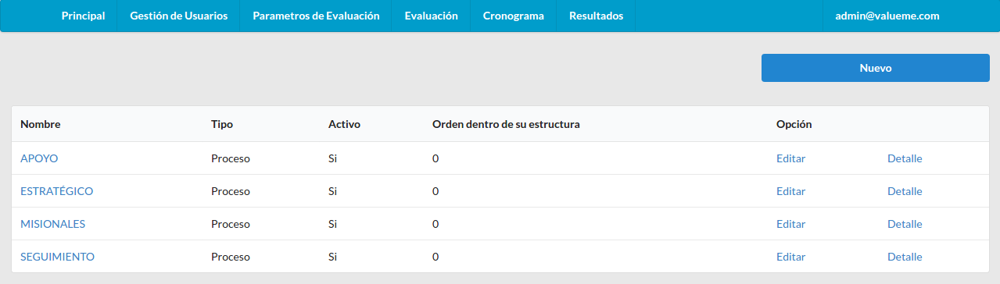 Principal Gestión de Usuarios Parametros de Evaluación Evaluación Cronograma Resultados admin@valueme.com
Nuevo
Nombre Tipo Activo Orden dentro de su estructura Opción
APOYO Proceso Si 0 Editar Detalle
ESTRATÉGICO Proceso Si 0 Editar Detalle
MISIONALES Proceso Si 0 Editar Detalle
SEGUIMIENTO Proceso Si 0 Editar Detalle